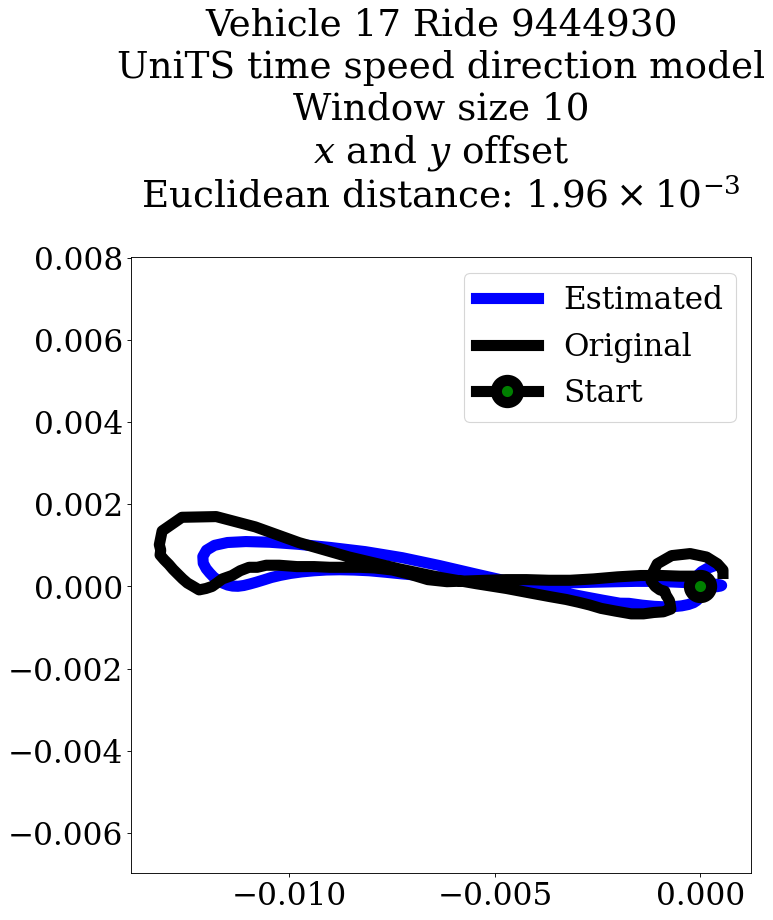 Vehicle 17 Ride 9444930
UniTS time speed direction model
Window size 10
x and y offset
Euclidean distance: 1.96 × 10⁻³
0.008
0.006
0.004
0.002
0.000
−0.002
−0.004
−0.006
Estimated
Original
Start
−0.010
−0.005
0.000